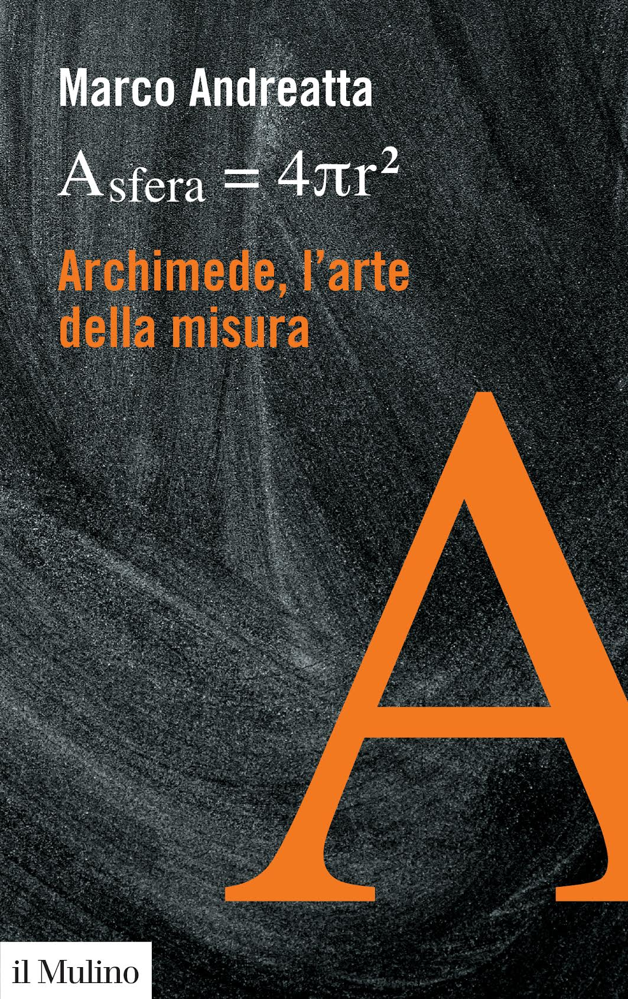 Marco Andreatta
Asfera = 4πr²
Archimede, l'arte
della misura
A
il Mulino